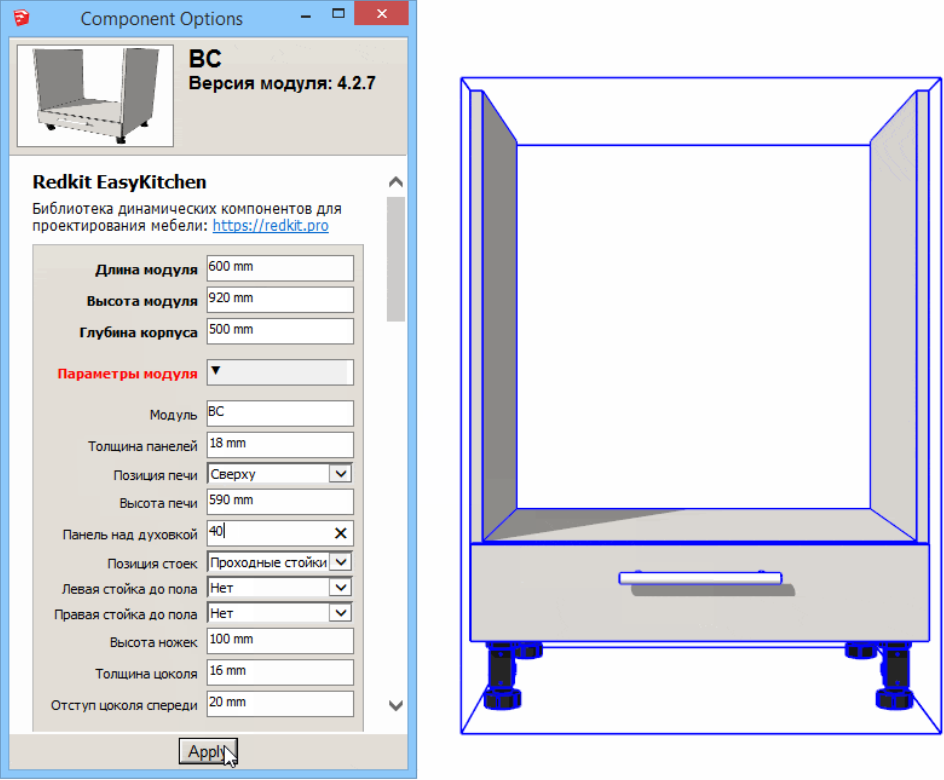 Component Options
BC
Версия модуля: 4.2.7
Redkit EasyKitchen
Библиотека динамических компонентов для
проектирования мебели: https://redkit.pro
Длина модуля 600 mm
Высота модуля 920 mm
Глубина корпуса 500 mm
Параметры модуля ▼
Модуль BC
Толщина панелей 18 mm
Позиция печи Сверху
Высота печи 590 mm
Панель над духовкой 40
Позиция стоек Проходные стойки
Левая стойка до пола Нет
Правая стойка до пола Нет
Высота ножек 100 mm
Толщина цоколя 16 mm
Отступ цоколя спереди 20 mm
Apply